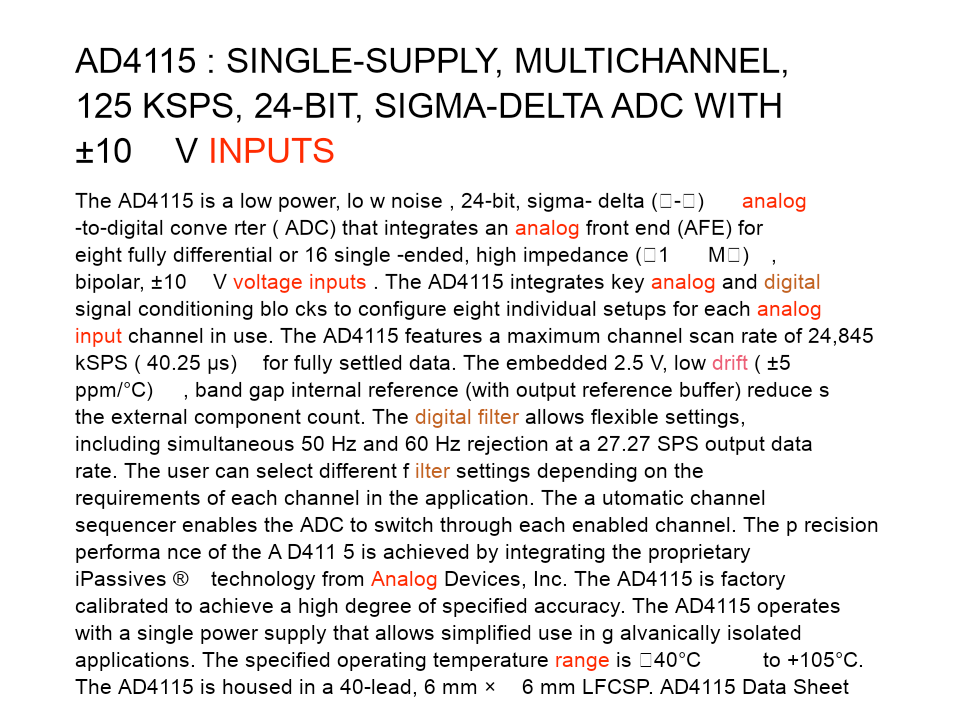 AD4115 : SINGLE-SUPPLY, MULTICHANNEL,
125 KSPS, 24-BIT, SIGMA-DELTA ADC WITH
±10 V INPUTS
The AD4115 is a low power, lo w noise , 24-bit, sigma- delta (□-□) analog
-to-digital conve rter ( ADC) that integrates an analog front end (AFE) for
eight fully differential or 16 single -ended, high impedance (□1 M□) ,
bipolar, ±10 V voltage inputs . The AD4115 integrates key analog and digital
signal conditioning blo cks to configure eight individual setups for each analog
input channel in use. The AD4115 features a maximum channel scan rate of 24,845
kSPS ( 40.25 µs) for fully settled data. The embedded 2.5 V, low drift ( ±5
ppm/°C) , band gap internal reference (with output reference buffer) reduce s
the external component count. The digital filter allows flexible settings,
including simultaneous 50 Hz and 60 Hz rejection at a 27.27 SPS output data
rate. The user can select different f ilter settings depending on the
requirements of each channel in the application. The a utomatic channel
sequencer enables the ADC to switch through each enabled channel. The p recision
performa nce of the A D411 5 is achieved by integrating the proprietary
iPassives ® technology from Analog Devices, Inc. The AD4115 is factory
calibrated to achieve a high degree of specified accuracy. The AD4115 operates
with a single power supply that allows simplified use in g alvanically isolated
applications. The specified operating temperature range is □40°C to +105°C.
The AD4115 is housed in a 40-lead, 6 mm × 6 mm LFCSP. AD4115 Data Sheet